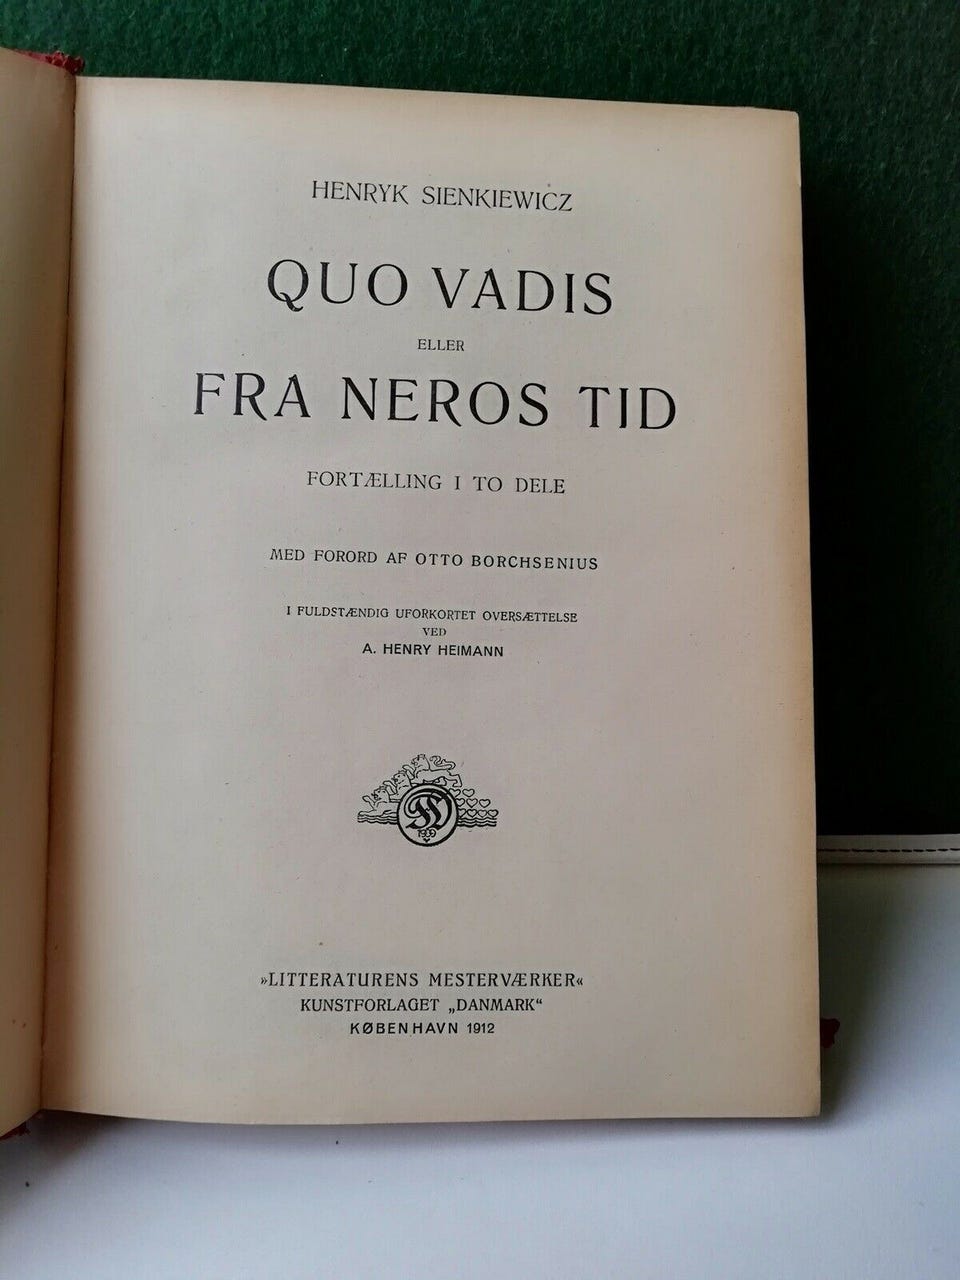 HENRYK SIENKIEWICZ
QUO VADIS
ELLER
FRA NEROS TID
FORTÆLLING I TO DELE
MED FORORD AF OTTO BORCHSENIUS
I FULDSTÆNDIG UFORKORTET OVERSÆTTELSE
VED
A. HENRY HEIMANN
1909
»LITTERATURENS MESTERVÆRKER«
KUNSTFORLAGET „DANMARK“
KØBENHAVN 1912